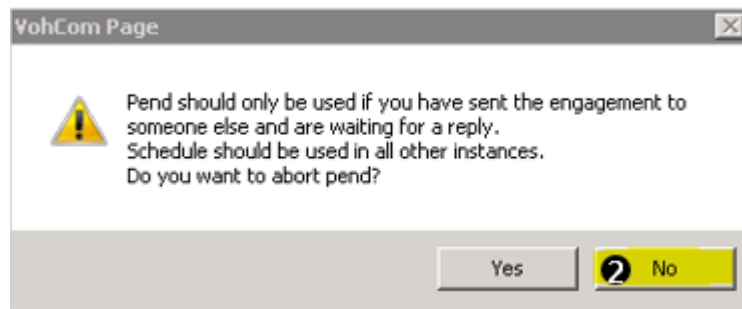 VohCom Page
Pend should only be used if you have sent the engagement to
someone else and are waiting for a reply.
Schedule should be used in all other instances.
Do you want to abort pend?
Yes
2 No